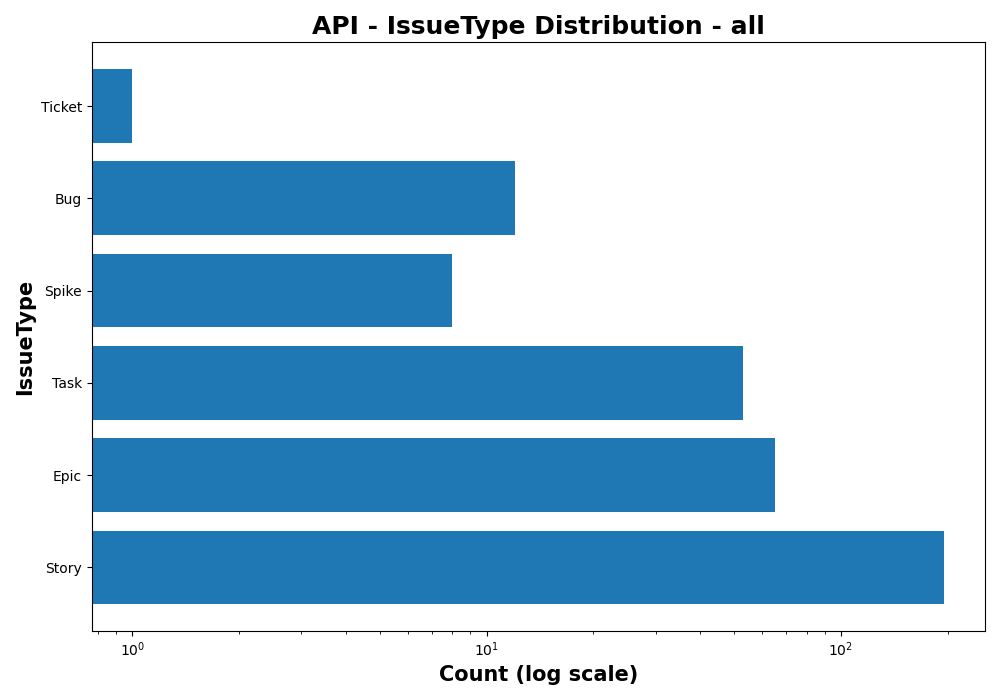 API - IssueType Distribution - all
IssueType
Ticket
Bug
Spike
Task
Epic
Story
10⁰ 10¹ 10²
Count (log scale)